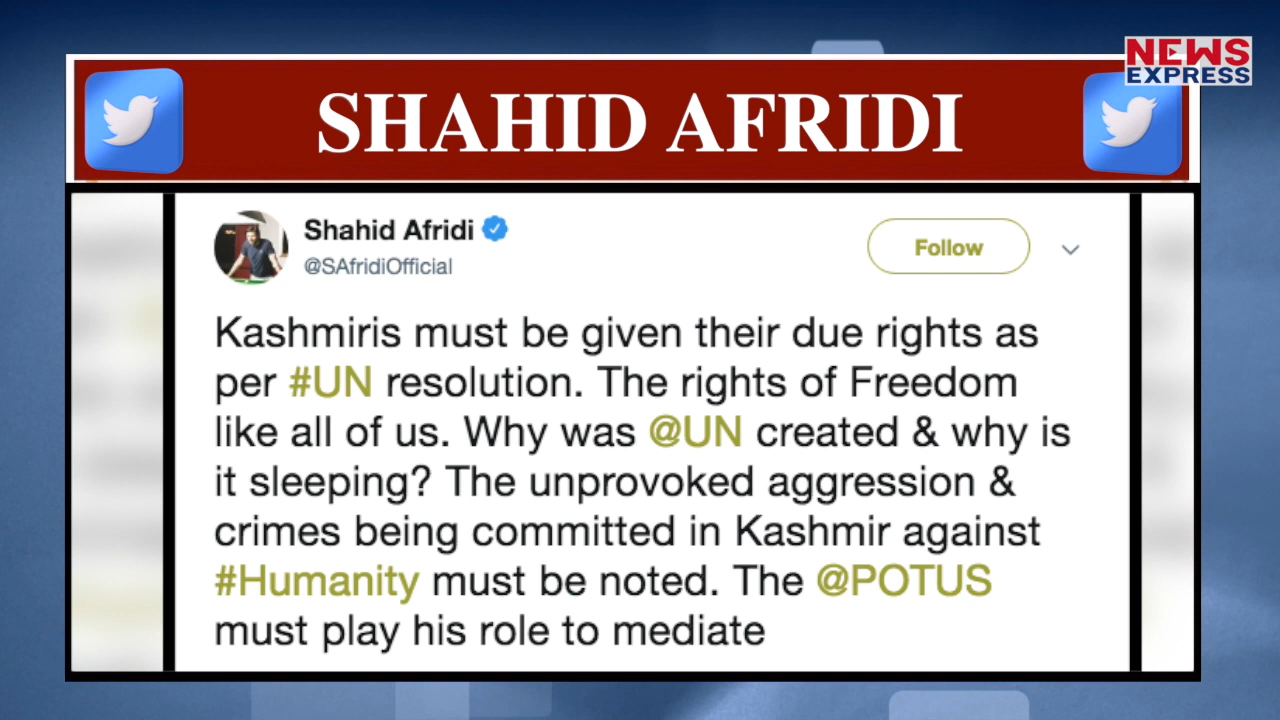 NEWS
EXPRESS
SHAHID AFRIDI
Shahid Afridi
@SAfridiOfficial
Follow
Kashmiris must be given their due rights as
per #UN resolution. The rights of Freedom
like all of us. Why was @UN created & why is
it sleeping? The unprovoked aggression &
crimes being committed in Kashmir against
#Humanity must be noted. The @POTUS
must play his role to mediate